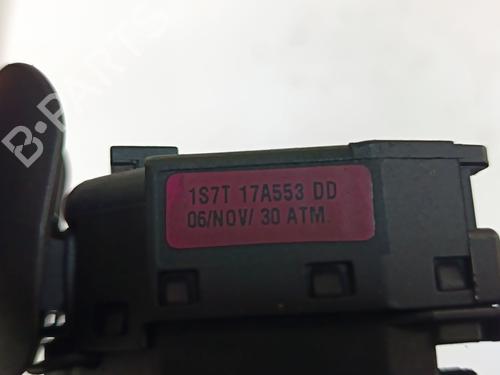 B-PARTS
1S7T 17A553 DD
06/NOV/ 30 ATM.